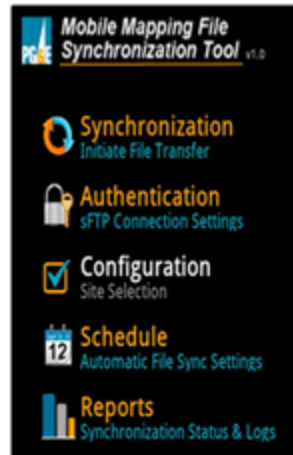 Mobile Mapping File
PG&E Synchronization Tool v1.0
Synchronization
Initiate File Transfer
Authentication
sFTP Connection Settings
Configuration
Site Selection
12 Schedule
Automatic File Sync Settings
Reports
Synchronization Status & Logs